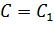 C = C₁